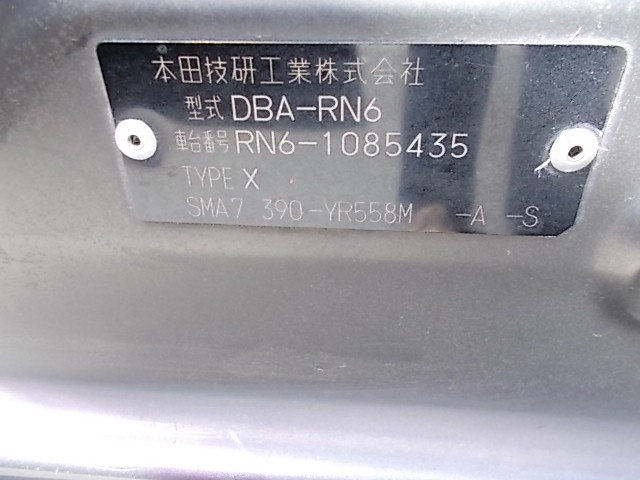 本田技研工業株式会社
型式 DBA-RN6
車台番号 RN6-1085435
TYPE X
SMA7 390-YR558M -A -S